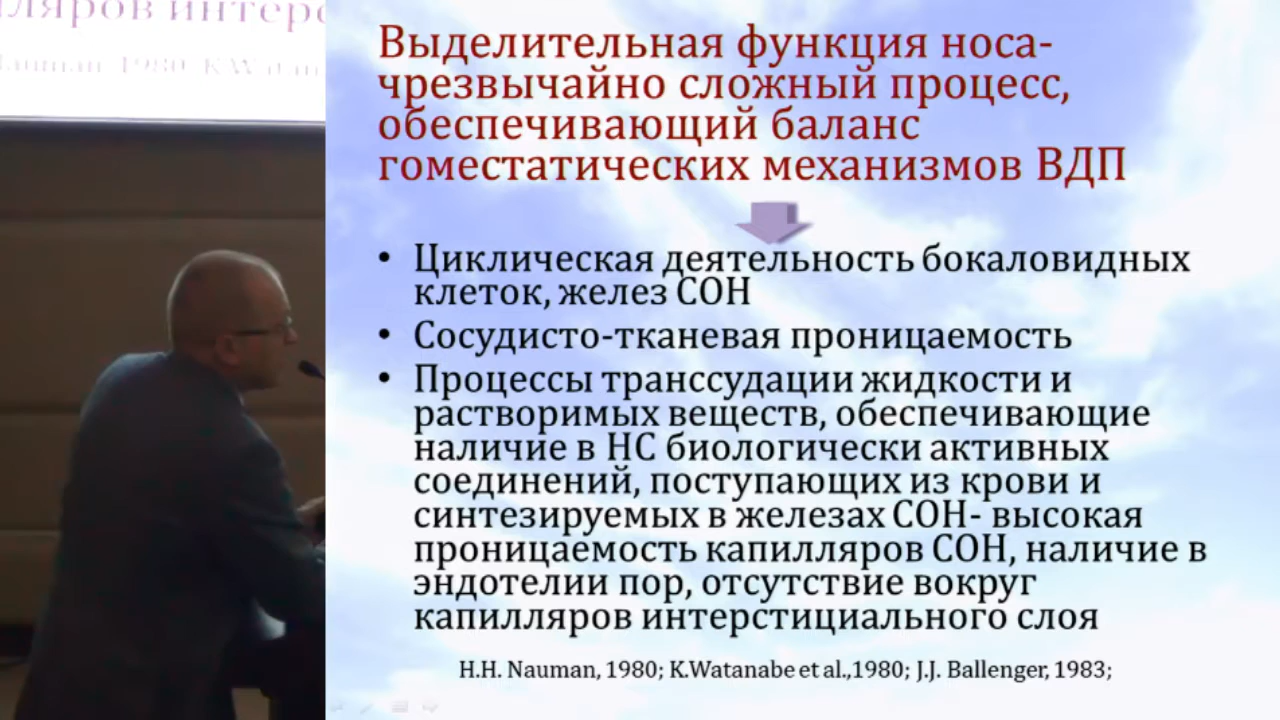 ляров интерс
Выделительная функция носа-
чрезвычайно сложный процесс,
обеспечивающий баланс
гоместатических механизмов ВДП
• Циклическая деятельность бокаловидных
клеток, желез СОН
• Сосудисто-тканевая проницаемость
• Процессы транссудации жидкости и
растворимых веществ, обеспечивающие
наличие в НС биологически активных
соединений, поступающих из крови и
синтезируемых в железах СОН- высокая
проницаемость капилляров СОН, наличие в
эндотелии пор, отсутствие вокруг
капилляров интерстициального слоя
H.H. Nauman, 1980; K.Watanabe et al.,1980; J.J. Ballenger, 1983;